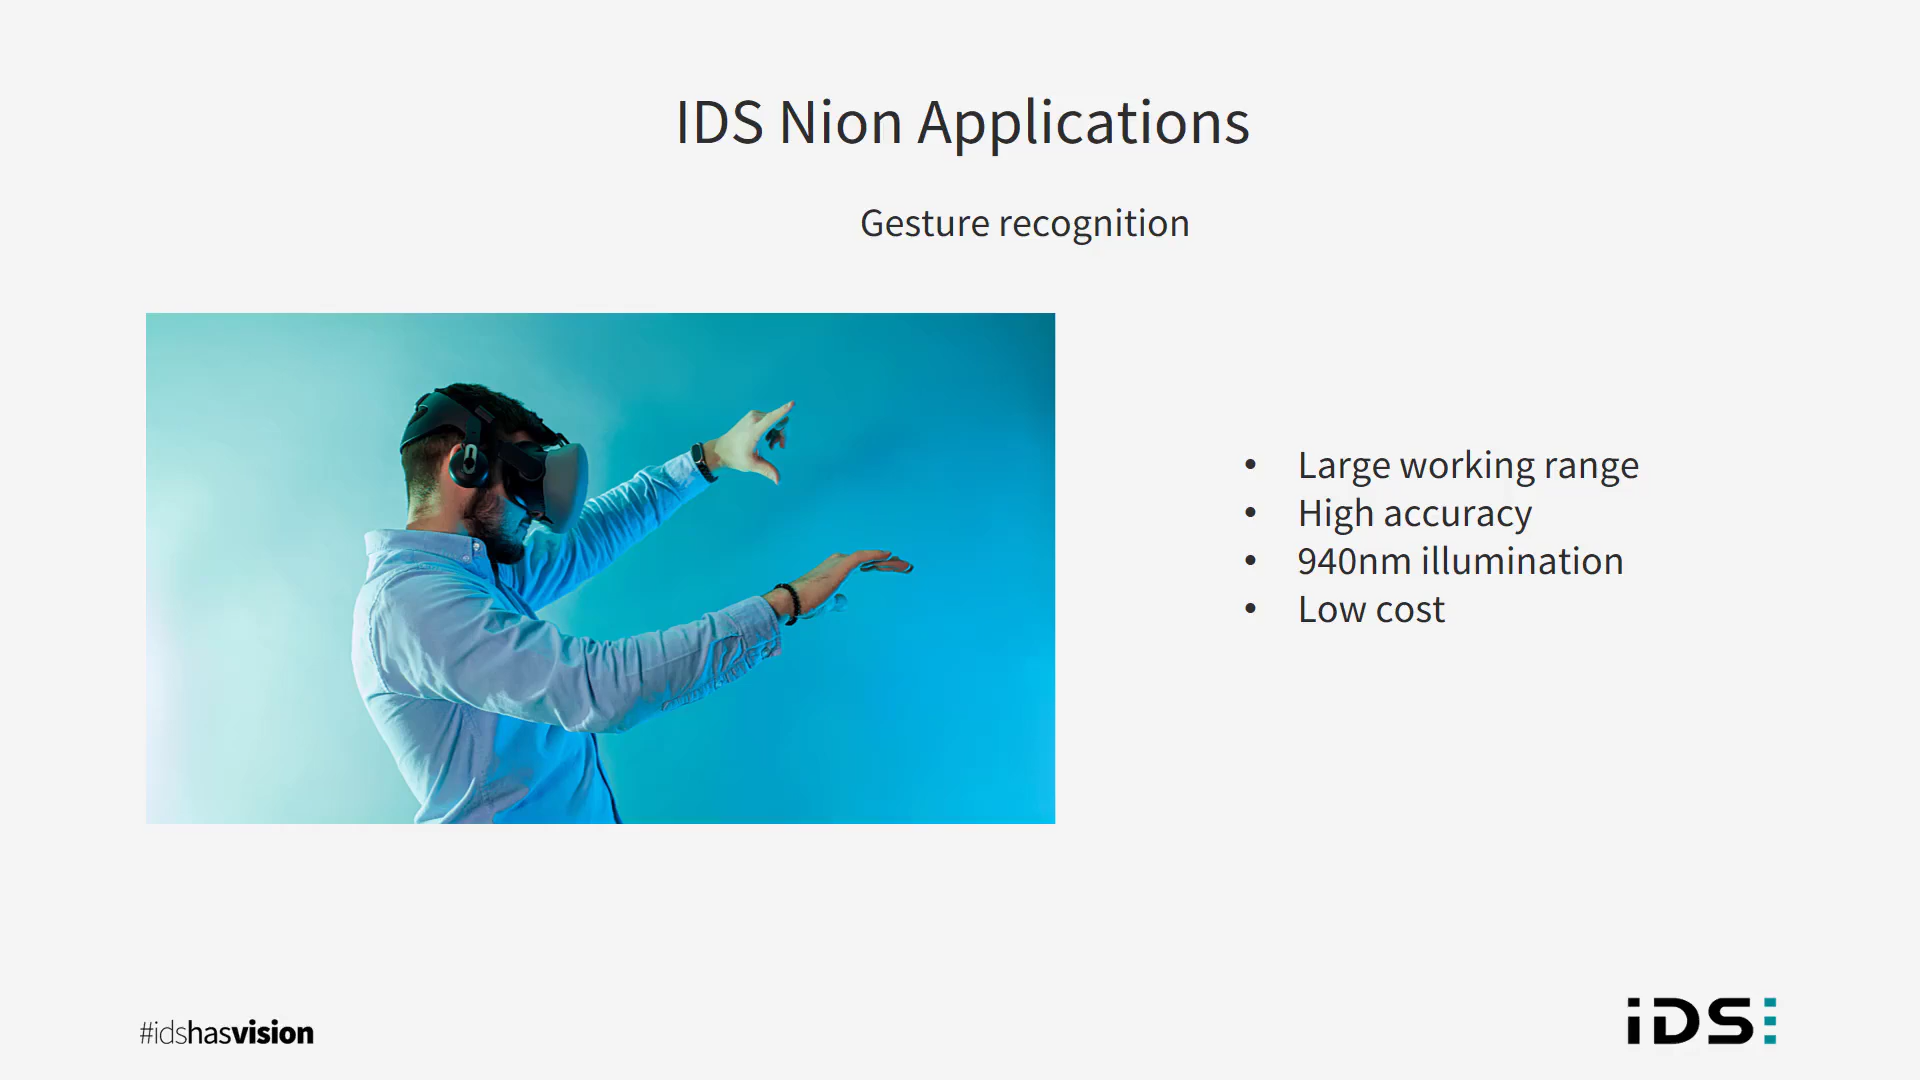 IDS Nion Applications
Gesture recognition
• Large working range
• High accuracy
• 940nm illumination
• Low cost
#idshasvision
iDS